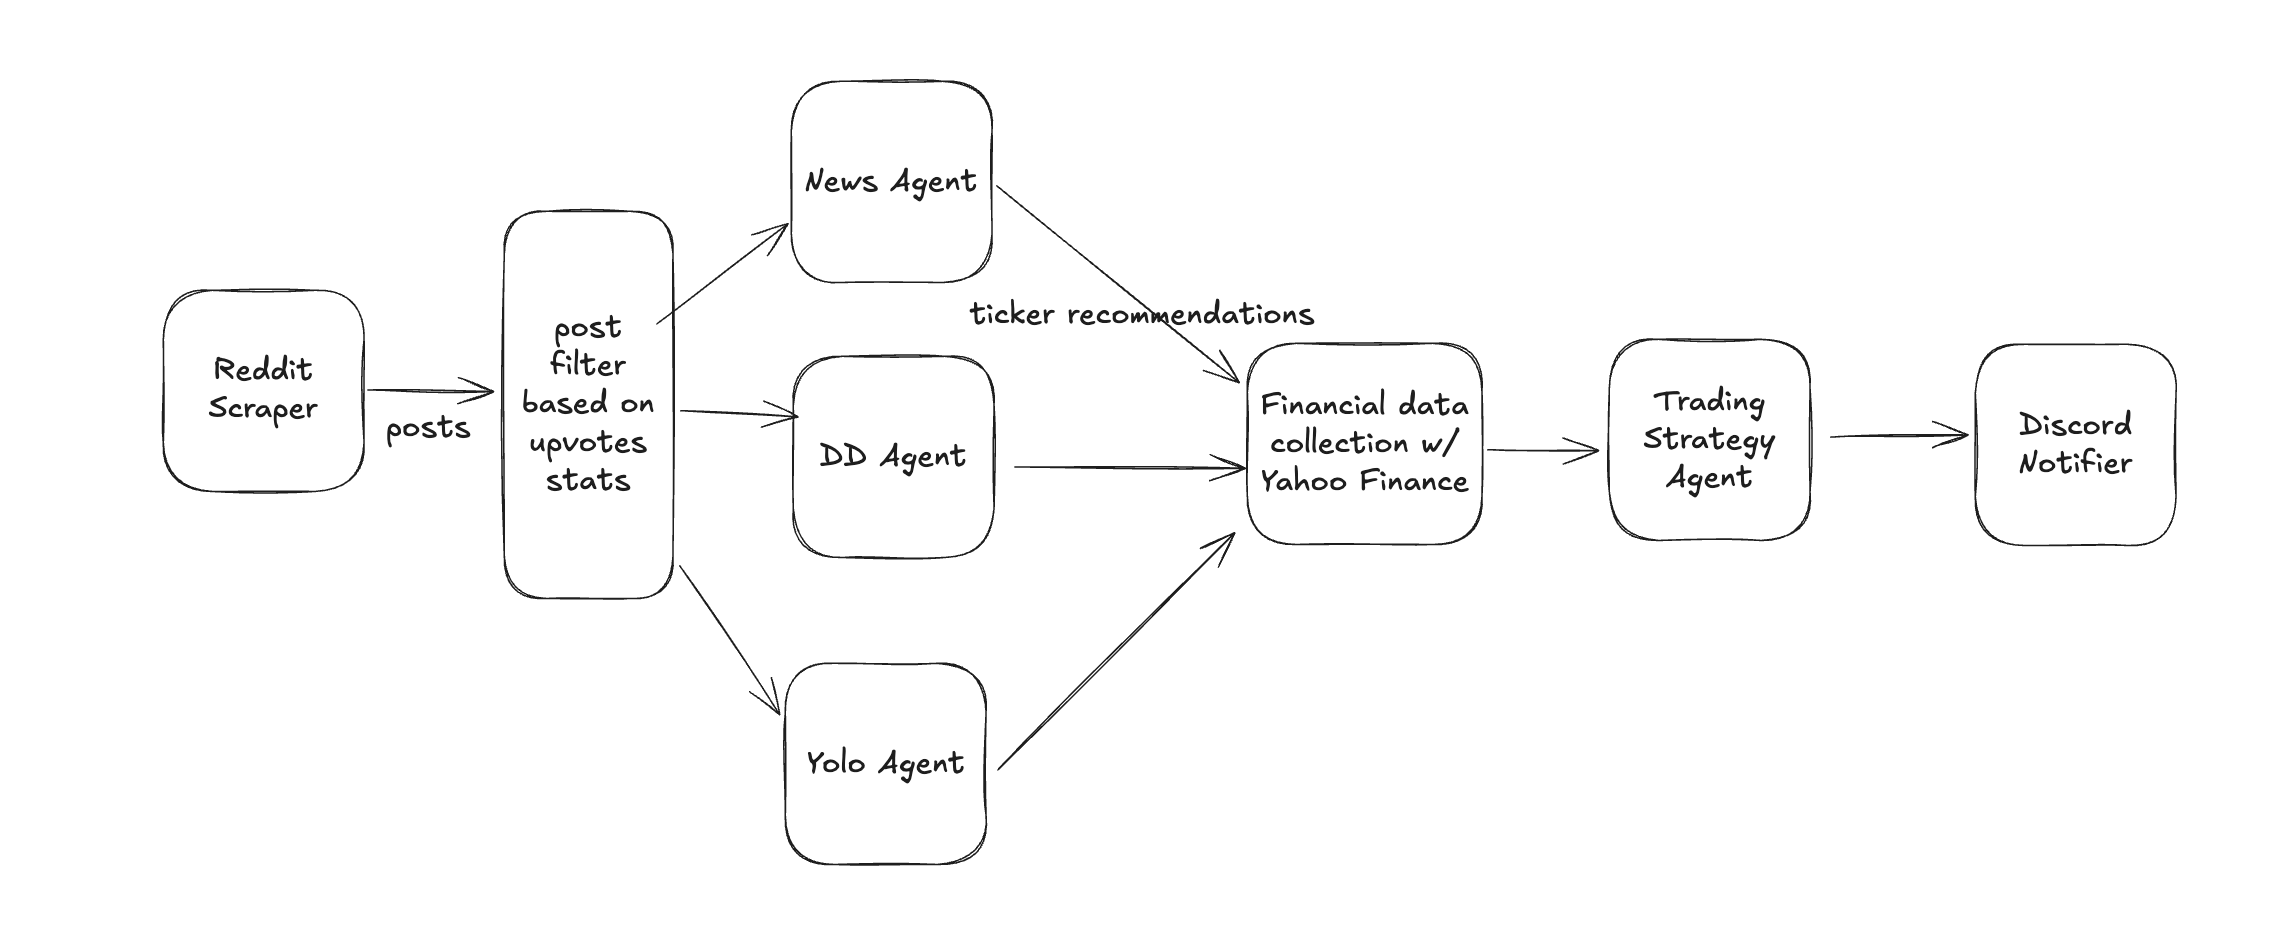 Reddit
Scraper
posts
post
filter
based on
upvotes
stats
News Agent
DD Agent
Yolo Agent
ticker recommendations
Financial data
collection w/
Yahoo Finance
Trading
Strategy
Agent
Discord
Notifier